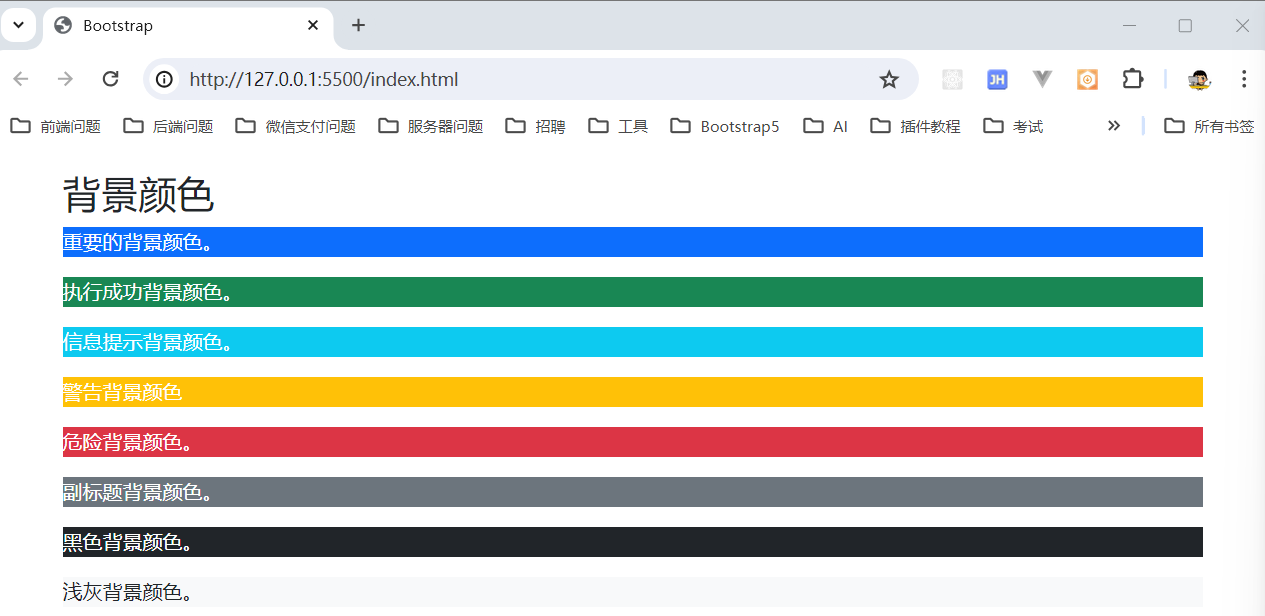 Bootstrap
http://127.0.0.1:5500/index.html
JH
前端问题 后端问题 微信支付问题 服务器问题 招聘 工具 Bootstrap5 AI 插件教程 考试 所有书签
背景颜色
重要的背景颜色。
执行成功背景颜色。
信息提示背景颜色。
警告背景颜色
危险背景颜色。
副标题背景颜色。
黑色背景颜色。
浅灰背景颜色。